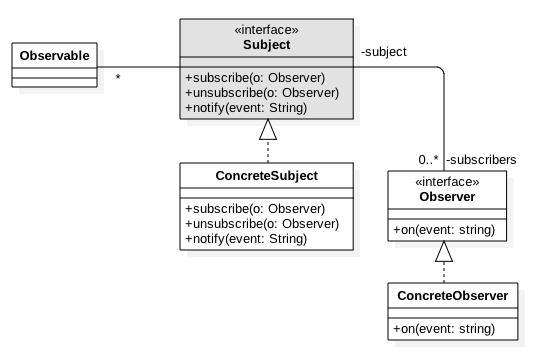 Observable
*
«interface»
Subject
+subscribe(o: Observer)
+unsubscribe(o: Observer)
+notify(event: String)
-subject
ConcreteSubject
+subscribe(o: Observer)
+unsubscribe(o: Observer)
+notify(event: String)
0..*
-subscribers
«interface»
Observer
+on(event: string)
ConcreteObserver
+on(event: string)